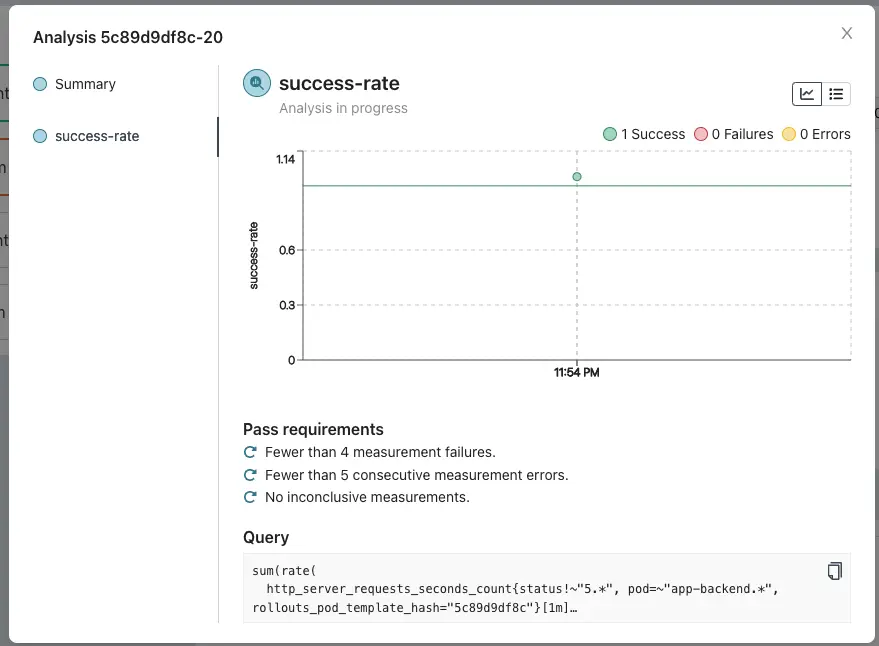 Analysis 5c89d9df8c-20
Summary
success-rate
success-rate
Analysis in progress
1 Success 0 Failures 0 Errors
1.14
0.6
0.3
0
success-rate
11:54 PM
Pass requirements
Fewer than 4 measurement failures.
Fewer than 5 consecutive measurement errors.
No inconclusive measurements.
Query
sum(rate(
http_server_requests_seconds_count{status!~"5.*", pod=~"app-backend.*",
rollouts_pod_template_hash="5c89d9df8c"}[1m]…